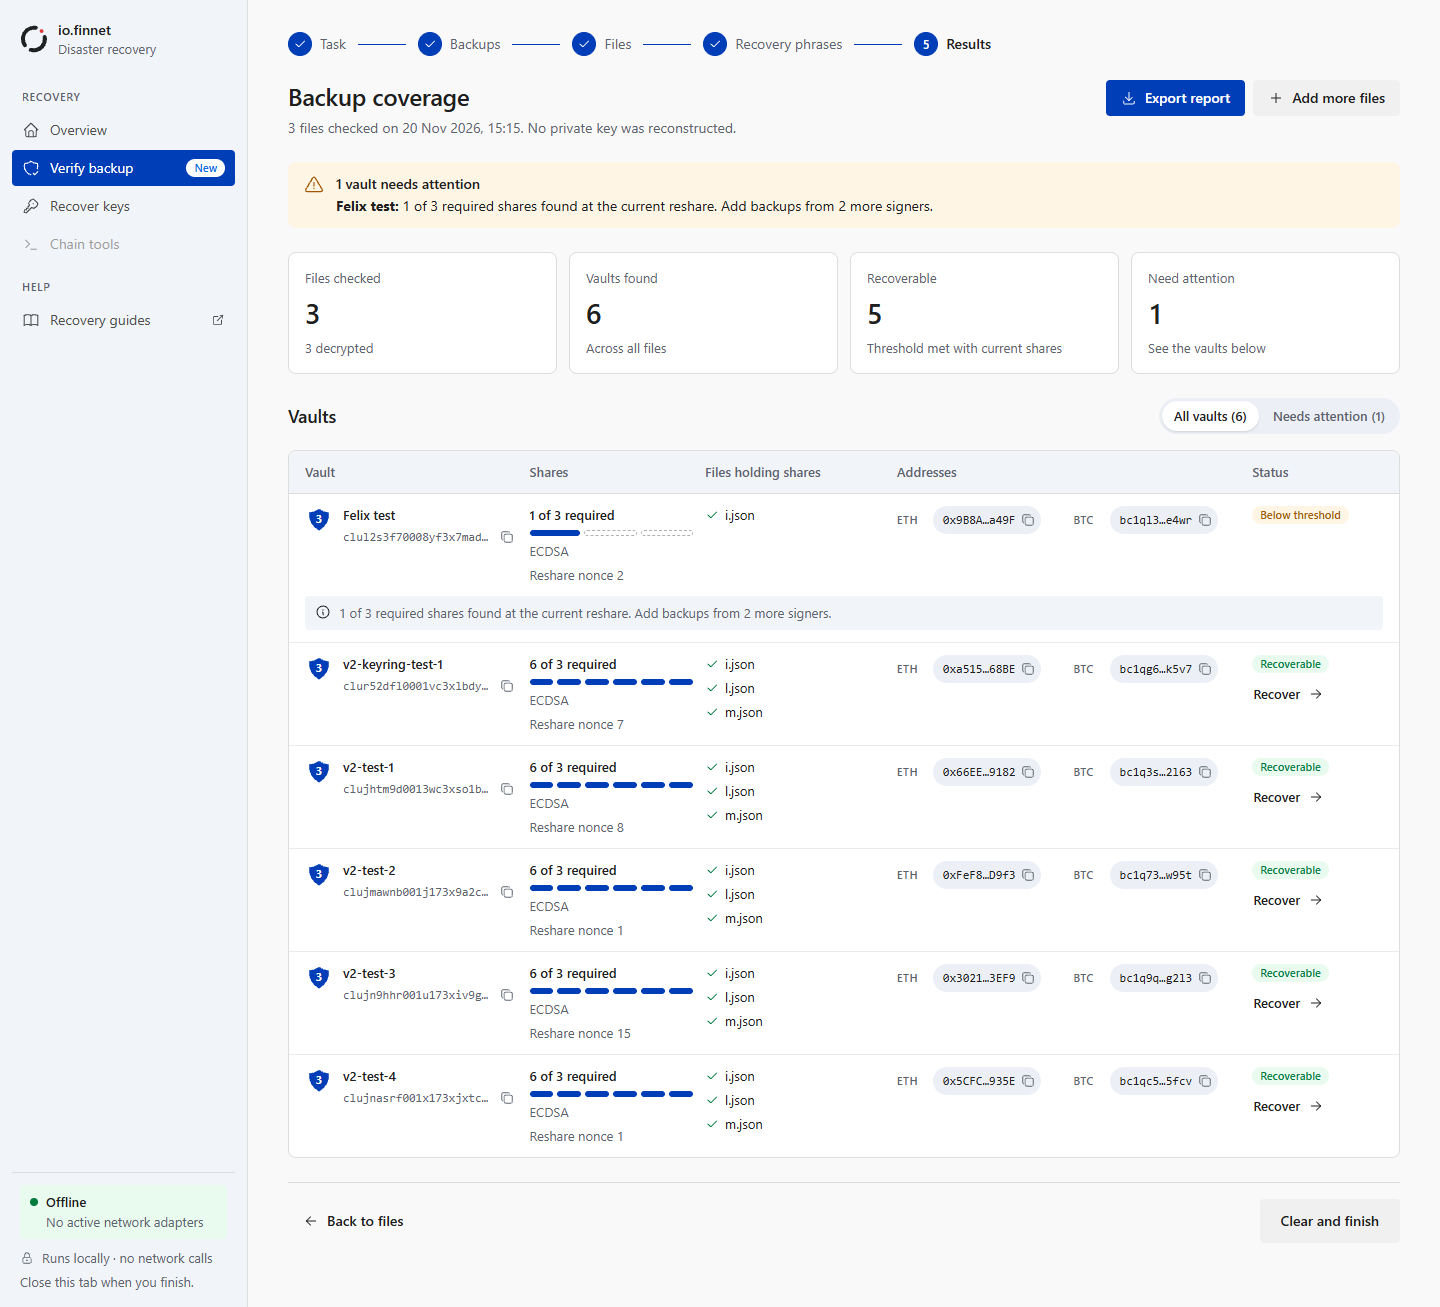 io.finnet
Disaster recovery
RECOVERY
Overview
Verify backup
New
Recover keys
Chain tools
HELP
Recovery guides
Offline
No active network adapters
Runs locally · no network calls
Close this tab when you finish.
Task
Backups
Files
Recovery phrases
5
Results
Backup coverage
3 files checked on 20 Nov 2026, 15:15. No private key was reconstructed.
Export report
Add more files
1 vault needs attention
Felix test: 1 of 3 required shares found at the current reshare. Add backups from 2 more signers.
Files checked
3
3 decrypted
Vaults found
6
Across all files
Recoverable
5
Threshold met with current shares
Need attention
1
See the vaults below
Vaults
All vaults (6)
Needs attention (1)
Vault
Shares
Files holding shares
Addresses
Status
3
Felix test
clul2s3f70008yf3x7mad…
1 of 3 required
ECDSA
Reshare nonce 2
i.json
ETH
0x9B8A…a49F
BTC
bc1ql3…e4wr
Below threshold
1 of 3 required shares found at the current reshare. Add backups from 2 more signers.
3
v2-keyring-test-1
clur52dfl0001vc3xlbdy…
6 of 3 required
ECDSA
Reshare nonce 7
i.json
l.json
m.json
ETH
0xa515…68BE
BTC
bc1qg6…k5v7
Recoverable
Recover
3
v2-test-1
clujhtm9d0013wc3xso1b…
6 of 3 required
ECDSA
Reshare nonce 8
i.json
l.json
m.json
ETH
0x66EE…9182
BTC
bc1q3s…2l63
Recoverable
Recover
3
v2-test-2
clujmawnb001j173x9a2c…
6 of 3 required
ECDSA
Reshare nonce 1
i.json
l.json
m.json
ETH
0xFeF8…D9f3
BTC
bc1q73…w95t
Recoverable
Recover
3
v2-test-3
clujn9hhr001u173xiv9g…
6 of 3 required
ECDSA
Reshare nonce 15
i.json
l.json
m.json
ETH
0x3021…3EF9
BTC
bc1q9q…g2l3
Recoverable
Recover
3
v2-test-4
clujnasrf001x173xjxtc…
6 of 3 required
ECDSA
Reshare nonce 1
i.json
l.json
m.json
ETH
0x5CFC…935E
BTC
bc1qc5…5fcv
Recoverable
Recover
Back to files
Clear and finish